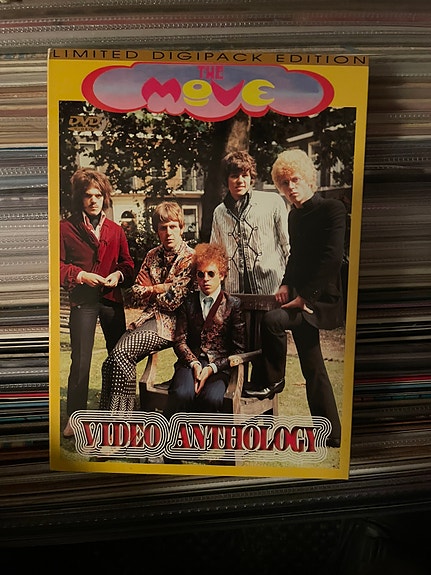 LIMITED DIGIPACK EDITION
THE
MOVE
DVD
VIDEO ANTHOLOGY